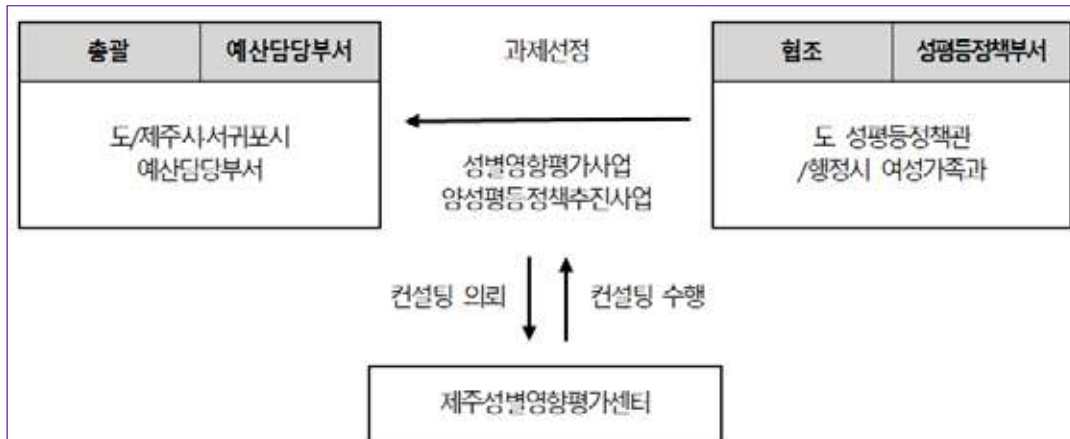 총괄
예산담당부서
도/제주시·서귀포시
예산담당부서
과제선정
성별영향평가사업
양성평등정책추진사업
협조
성평등정책부서
도 성평등정책관
/행정시 여성가족과
컨설팅 의뢰
컨설팅 수행
제주성별영향평가센터